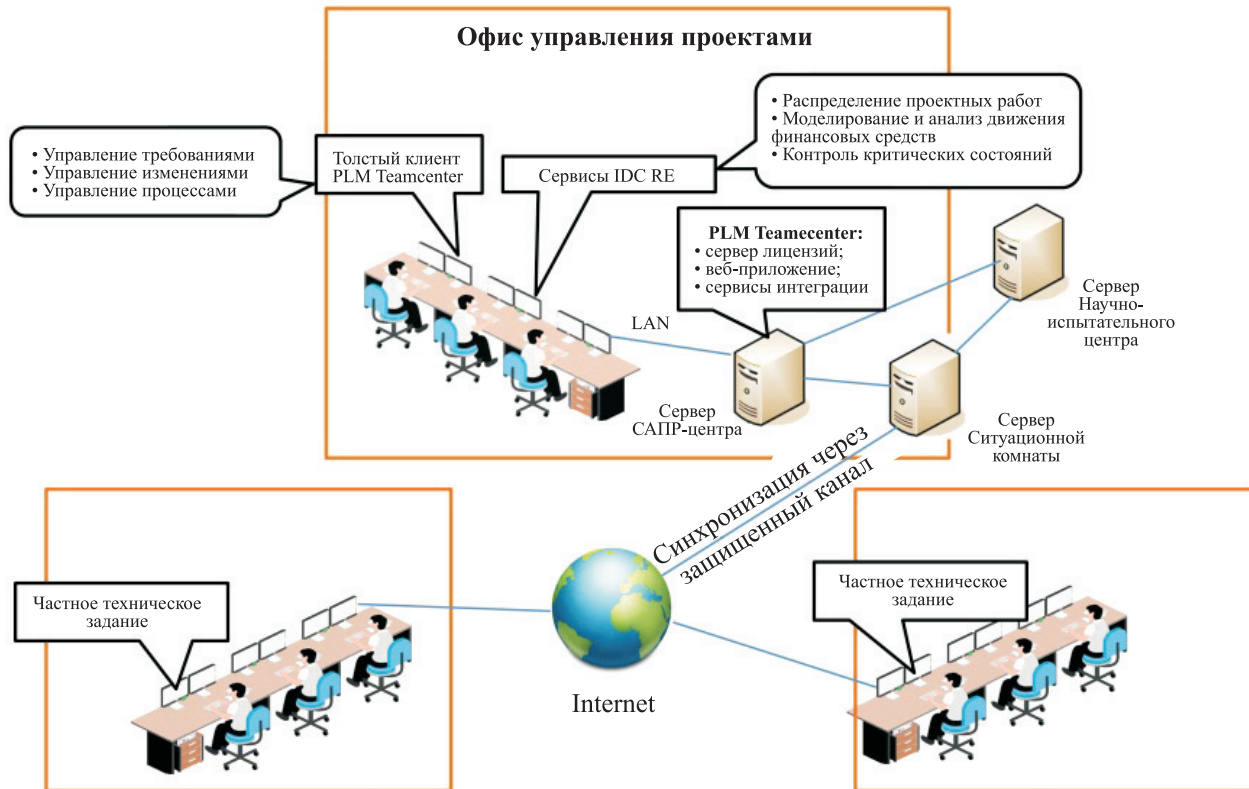 Офис управления проектами
• Распределение проектных работ
• Моделирование и анализ движения
финансовых средств
• Контроль критических состояний
• Управление требованиями
• Управление изменениями
• Управление процессами
Толстый клиент
PLM Teamcenter
Сервисы IDC RE
PLM Teamecenter:
• сервер лицензий;
• веб-приложение;
• сервисы интеграции
LAN
Сервер
Научно-
испытательного
центра
Сервер
САПР-центра
Сервер
Ситуационной
комнаты
Синхронизация через
защищенный канал
Частное техническое
задание
Internet
Частное техническое
задание